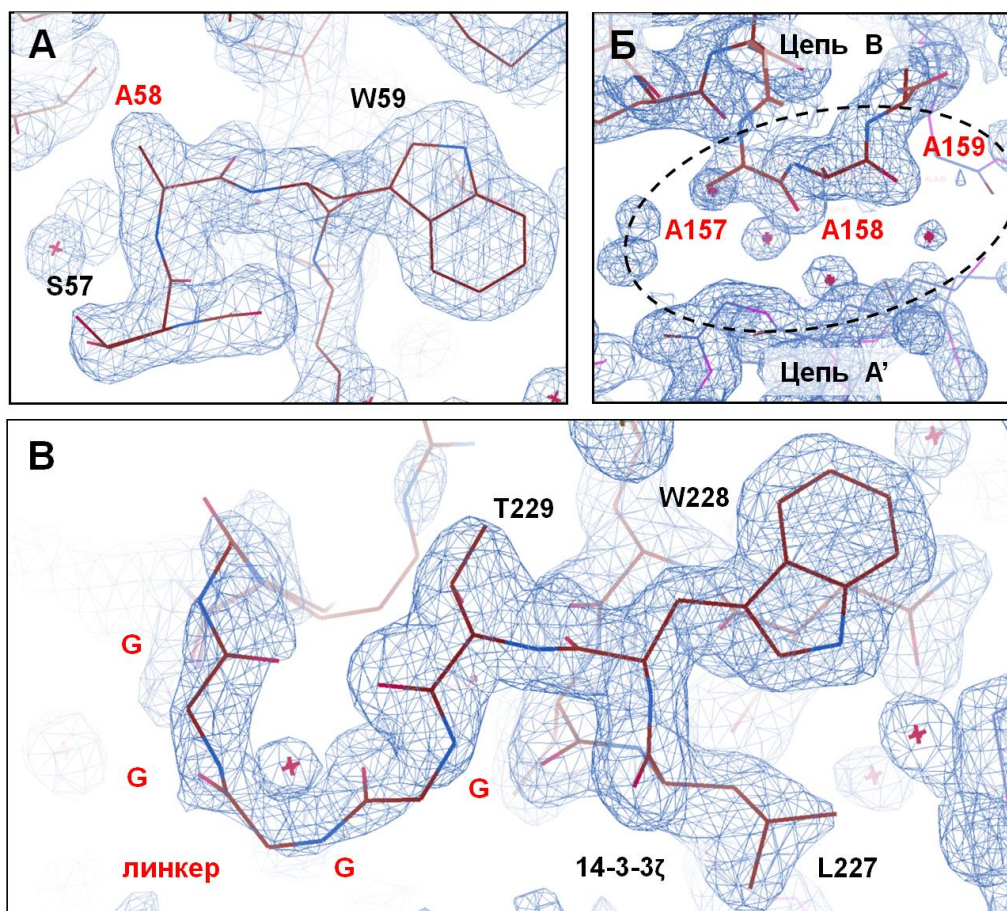 А
A58
W59
S57
Б
Цепь B
A159
A157
A158
Цепь A’
В
T229
W228
G
G
G
линкер
G
14-3-3ζ
L227